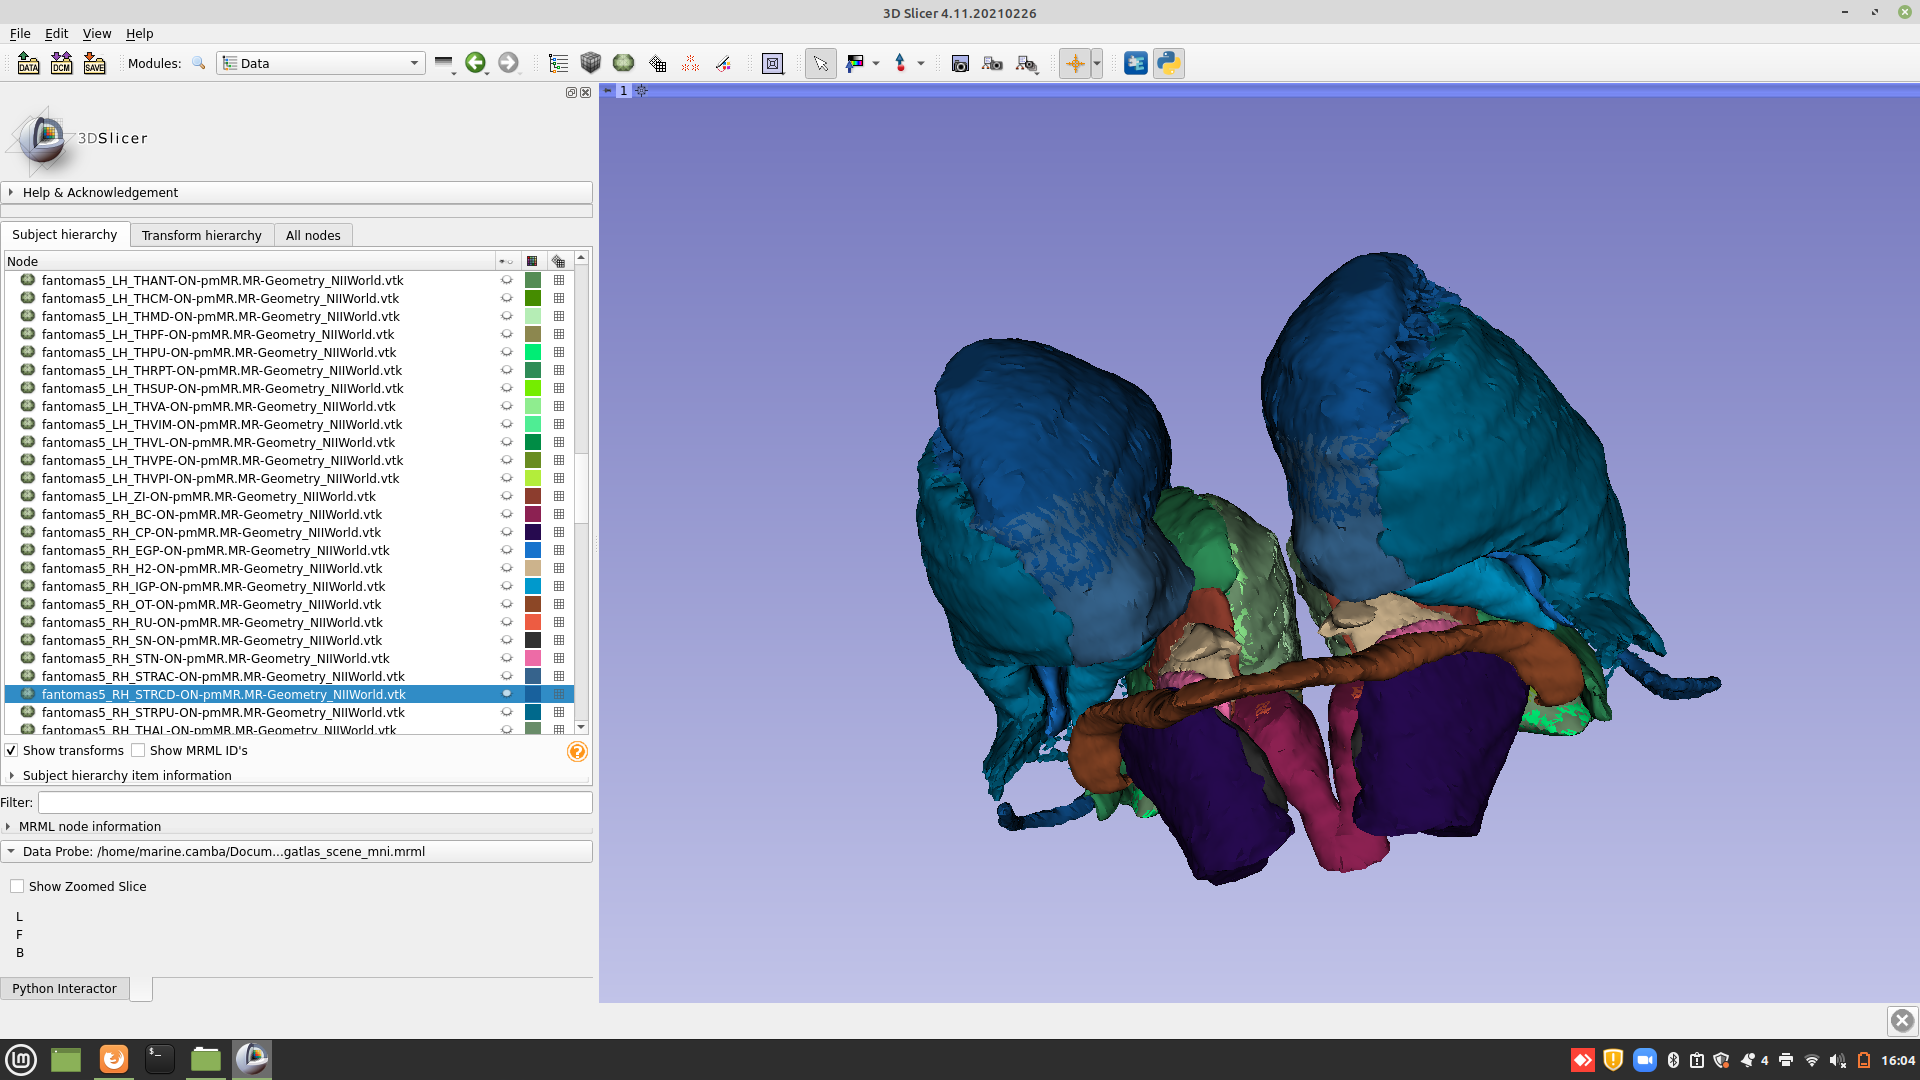 3D Slicer 4.11.20210226
File Edit View Help
DATA DCM SAVE Modules: Data
1
3DSlicer
Help & Acknowledgement
Subject hierarchy Transform hierarchy All nodes
Node
fantomas5_LH_THANT-ON-pmMR.MR-Geometry_NIIWorld.vtk
fantomas5_LH_THCM-ON-pmMR.MR-Geometry_NIIWorld.vtk
fantomas5_LH_THMD-ON-pmMR.MR-Geometry_NIIWorld.vtk
fantomas5_LH_THPF-ON-pmMR.MR-Geometry_NIIWorld.vtk
fantomas5_LH_THPU-ON-pmMR.MR-Geometry_NIIWorld.vtk
fantomas5_LH_THRPT-ON-pmMR.MR-Geometry_NIIWorld.vtk
fantomas5_LH_THSUP-ON-pmMR.MR-Geometry_NIIWorld.vtk
fantomas5_LH_THVA-ON-pmMR.MR-Geometry_NIIWorld.vtk
fantomas5_LH_THVIM-ON-pmMR.MR-Geometry_NIIWorld.vtk
fantomas5_LH_THVL-ON-pmMR.MR-Geometry_NIIWorld.vtk
fantomas5_LH_THVPE-ON-pmMR.MR-Geometry_NIIWorld.vtk
fantomas5_LH_THVPI-ON-pmMR.MR-Geometry_NIIWorld.vtk
fantomas5_LH_ZI-ON-pmMR.MR-Geometry_NIIWorld.vtk
fantomas5_RH_BC-ON-pmMR.MR-Geometry_NIIWorld.vtk
fantomas5_RH_CP-ON-pmMR.MR-Geometry_NIIWorld.vtk
fantomas5_RH_EGP-ON-pmMR.MR-Geometry_NIIWorld.vtk
fantomas5_RH_H2-ON-pmMR.MR-Geometry_NIIWorld.vtk
fantomas5_RH_IGP-ON-pmMR.MR-Geometry_NIIWorld.vtk
fantomas5_RH_OT-ON-pmMR.MR-Geometry_NIIWorld.vtk
fantomas5_RH_RU-ON-pmMR.MR-Geometry_NIIWorld.vtk
fantomas5_RH_SN-ON-pmMR.MR-Geometry_NIIWorld.vtk
fantomas5_RH_STN-ON-pmMR.MR-Geometry_NIIWorld.vtk
fantomas5_RH_STRAC-ON-pmMR.MR-Geometry_NIIWorld.vtk
fantomas5_RH_STRCD-ON-pmMR.MR-Geometry_NIIWorld.vtk
fantomas5_RH_STRPU-ON-pmMR.MR-Geometry_NIIWorld.vtk
fantomas5_RH_THAL-ON-pmMR.MR-Geometry_NIIWorld.vtk
Show transforms Show MRML ID's
Subject hierarchy item information
Filter:
MRML node information
Data Probe: /home/marine.camba/Docum...gatlas_scene_mni.mrml
Show Zoomed Slice
L
F
B
Python Interactor
4 16:04